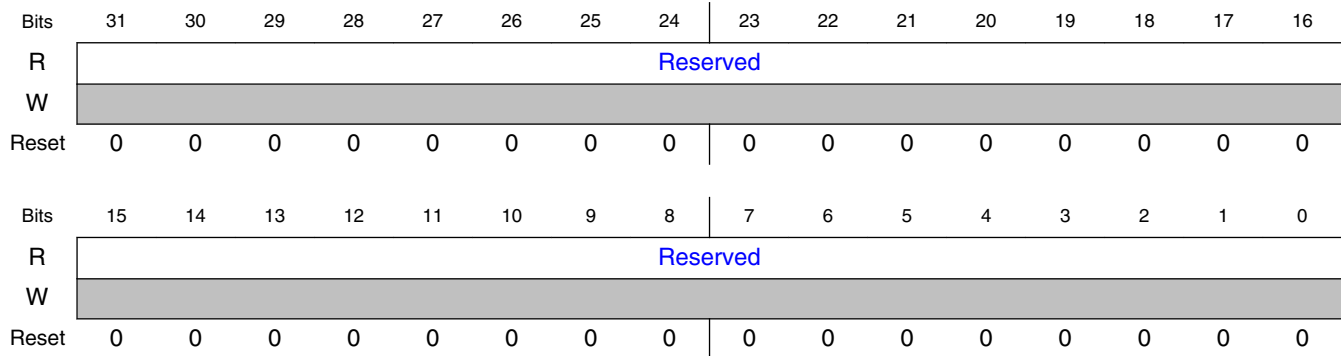 Bits 31 30 29 28 27 26 25 24 23 22 21 20 19 18 17 16
R Reserved
W
Reset 0 0 0 0 0 0 0 0 0 0 0 0 0 0 0 0
Bits 15 14 13 12 11 10 9 8 7 6 5 4 3 2 1 0
R Reserved
W
Reset 0 0 0 0 0 0 0 0 0 0 0 0 0 0 0 0